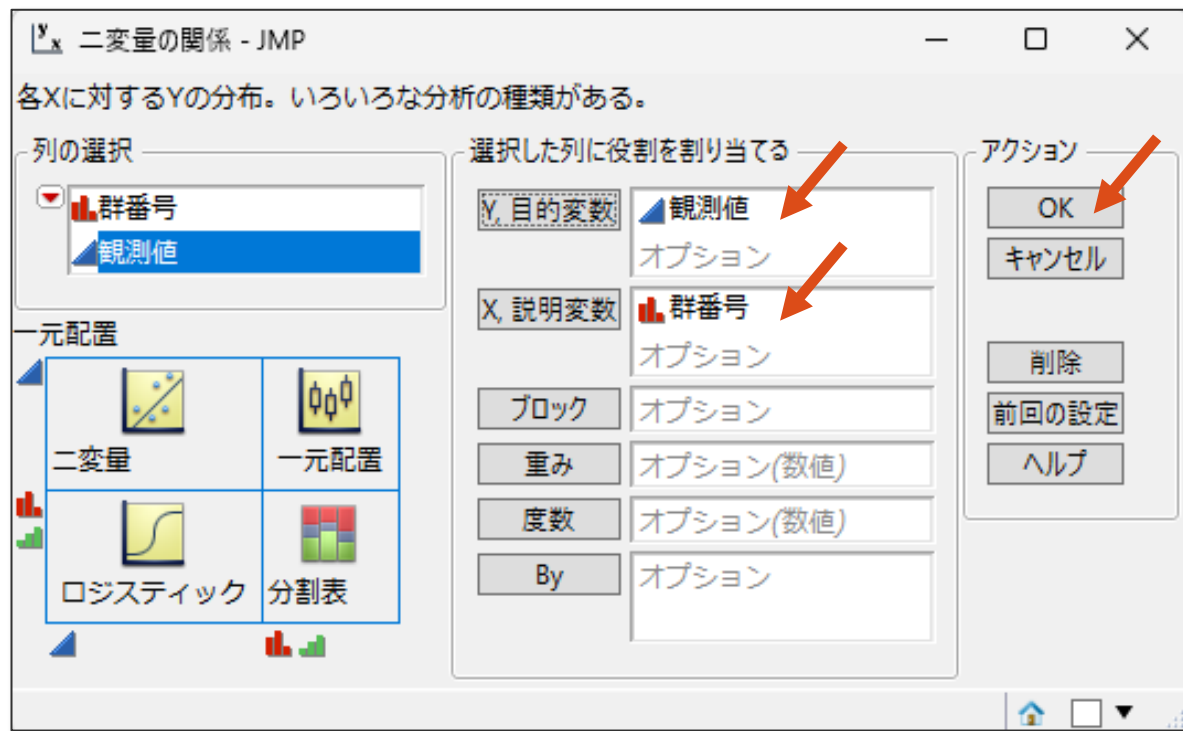 二変量の関係 - JMP
各Xに対するYの分布。いろいろな分析の種類がある。
列の選択
群番号
観測値
一元配置
二変量
一元配置
ロジスティック
分割表
選択した列に役割を割り当てる
Y, 目的変数
観測値
オプション
X, 説明変数
群番号
オプション
ブロック
オプション
重み
オプション(数値)
度数
オプション(数値)
By
オプション
アクション
OK
キャンセル
削除
前回の設定
ヘルプ